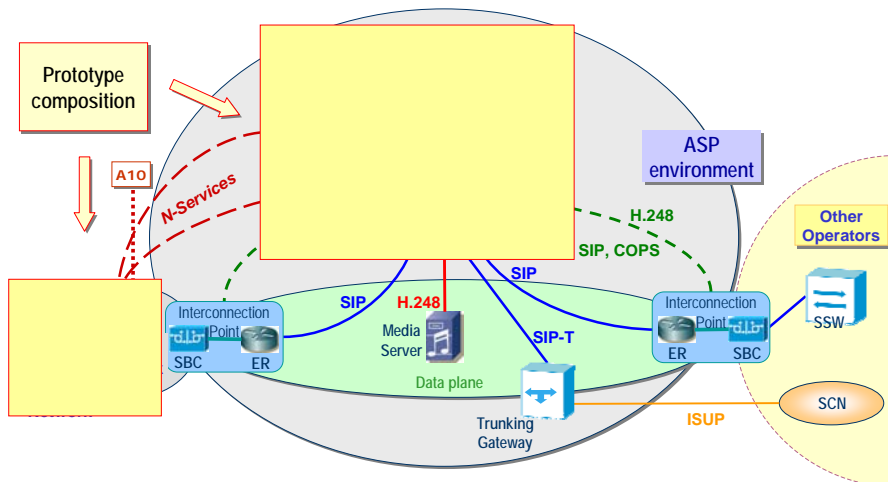 Prototype
composition
A10
N-Services
ASP
environment
H.248
SIP, COPS
Other
Operators
SIP
SIP
H.248
Interconnection
Point
SBC
ER
Media
Server
SIP-T
Data plane
Interconnection
Point
ER
SBC
SSW
Trunking
Gateway
ISUP
SCN